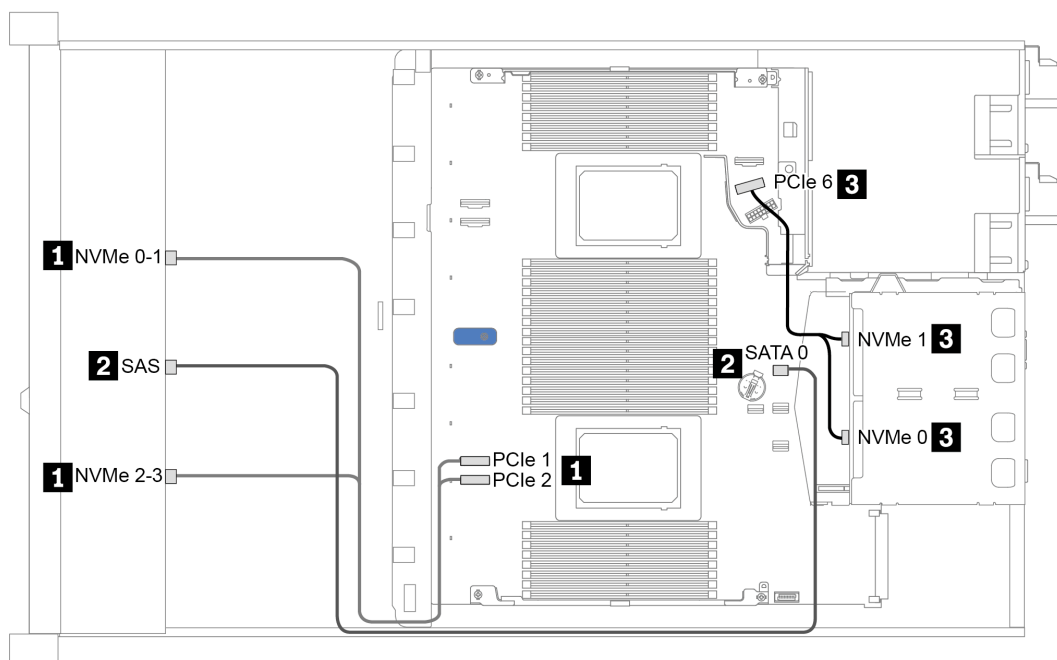 PCIe 6 3
1 NVMe 0-1
NVMe 1 3
2 SATA 0
2 SAS
NVMe 0 3
PCIe 1
1
1 NVMe 2-3
PCIe 2